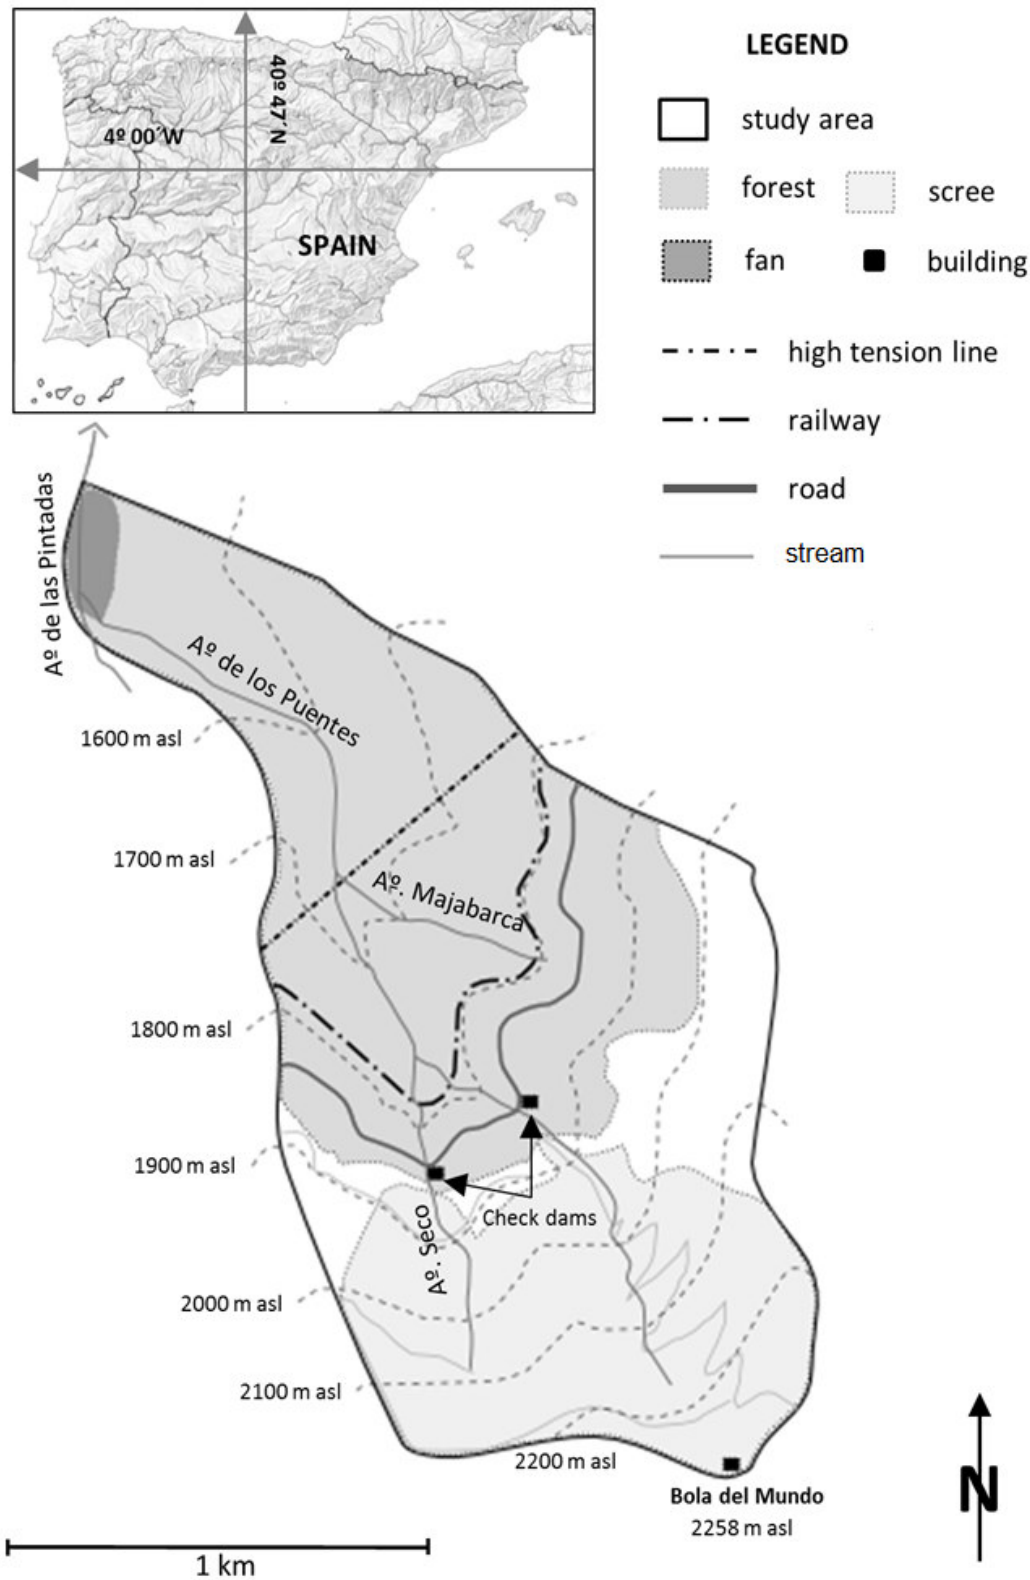 40º 47´N
4º 00´W
SPAIN
LEGEND
study area
forest
scree
fan
building
high tension line
railway
road
stream
Aº de las Pintadas
Aº de los Puentes
1600 m asl
1700 m asl
Aº. Majabarca
1800 m asl
1900 m asl
Check dams
Aº. Seco
2000 m asl
2100 m asl
2200 m asl
Bola del Mundo
2258 m asl
N
1 km